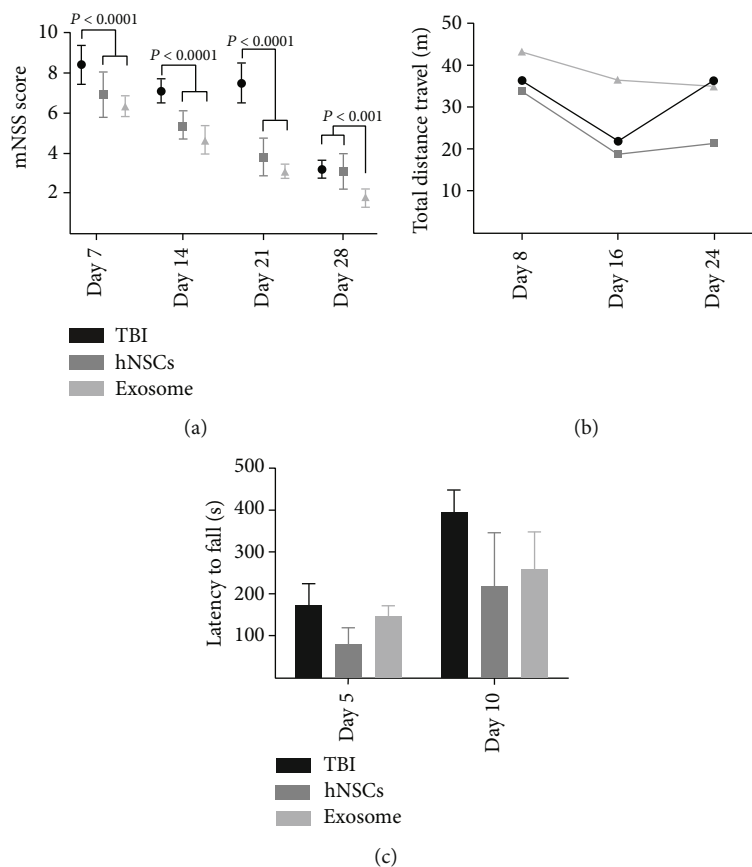 P < 0.0001
P < 0.0001
P < 0.0001
P < 0.001
mNSS score
10
8
6
4
2
Day 7
Day 14
Day 21
Day 28
TBI
hNSCs
Exosome
(a)
Total distance travel (m)
50
40
30
20
10
Day 8
Day 16
Day 24
(b)
Latency to fall (s)
500
400
300
200
100
Day 5
Day 10
TBI
hNSCs
Exosome
(c)